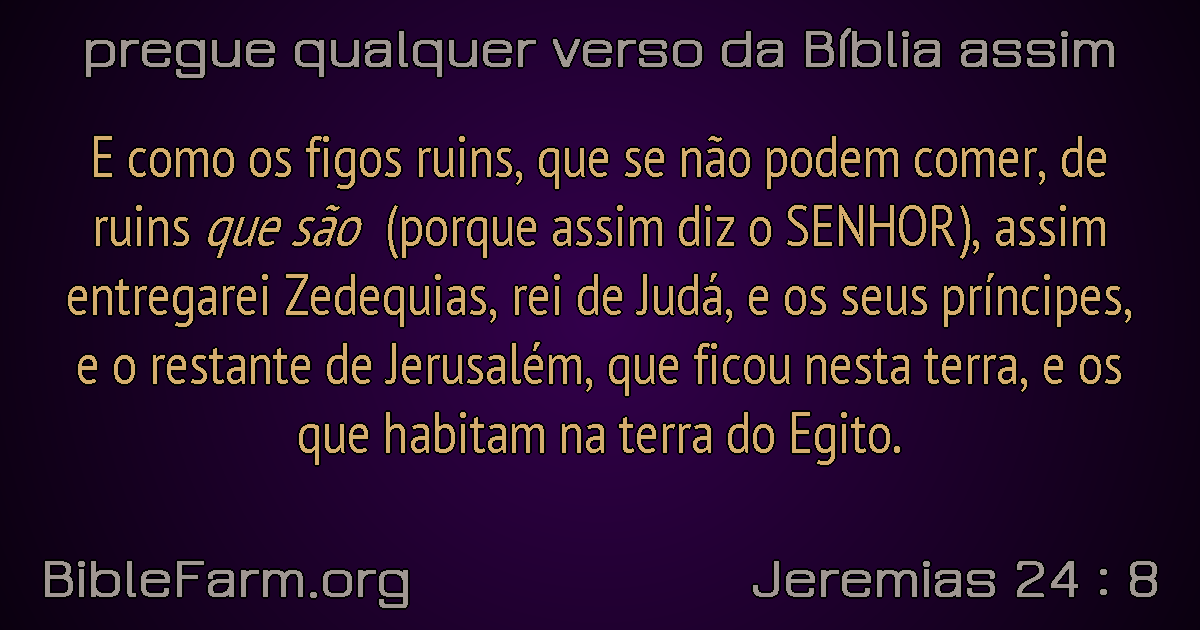 pregue qualquer verso da Bíblia assim
E como os figos ruins, que se não podem comer, de
ruins que são (porque assim diz o SENHOR), assim
entregarei Zedequias, rei de Judá, e os seus príncipes,
e o restante de Jerusalém, que ficou nesta terra, e os
que habitam na terra do Egito.
BibleFarm.org
Jeremias 24 : 8